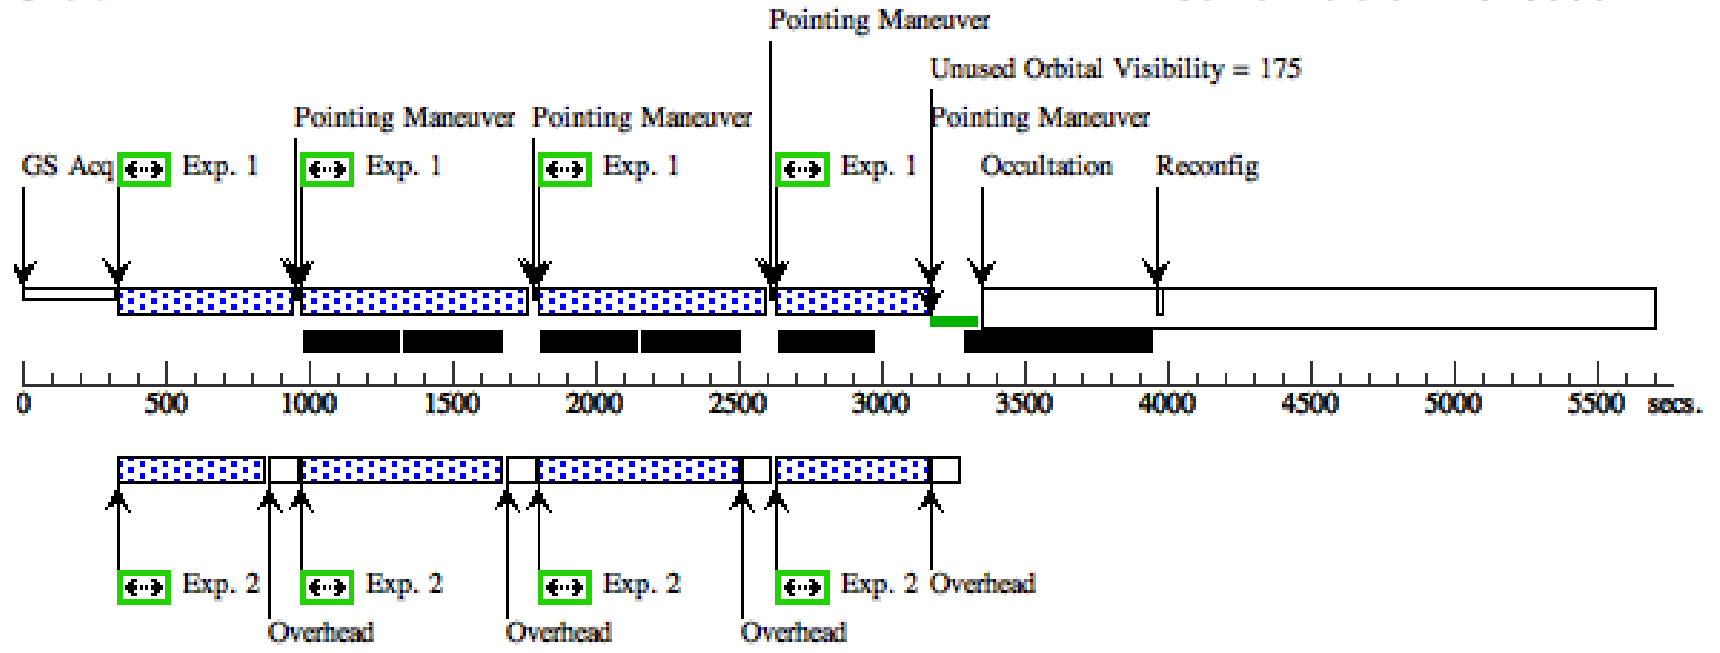 Pointing Maneuver
Unused Orbital Visibility = 175
Pointing Maneuver Pointing Maneuver Pointing Maneuver
GS Acq Exp. 1 Exp. 1 Exp. 1 Exp. 1 Occultation Reconfig
0 500 1000 1500 2000 2500 3000 3500 4000 4500 5000 5500 secs.
Exp. 2 Exp. 2 Exp. 2 Exp. 2 Overhead
Overhead Overhead Overhead